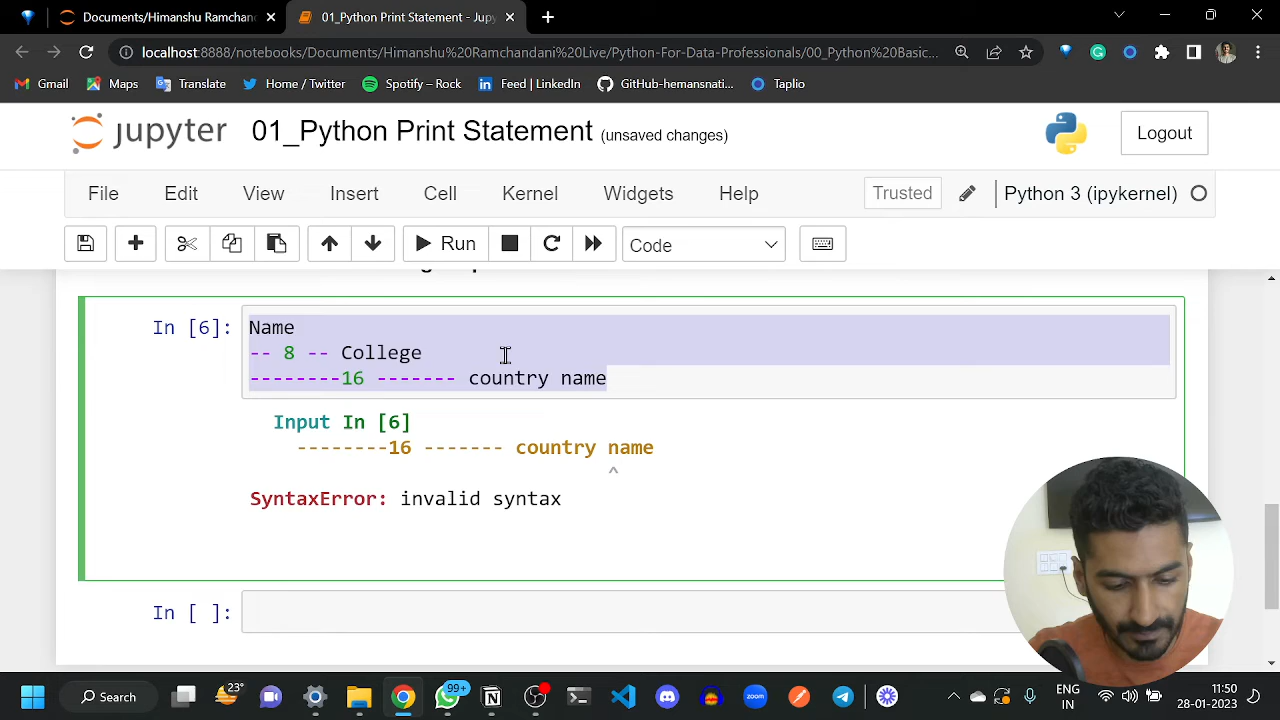 Documents/Himanshu Ramchanc
01_Python Print Statement - Jupy
localhost:8888/notebooks/Documents/Himanshu%20Ramchandani%20Live/Python-For-Data-Professionals/00_Python%20Basic...
Gmail Maps Translate Home / Twitter Spotify – Rock Feed | LinkedIn GitHub-hemansnat... Taplio
jupyter 01_Python Print Statement (unsaved changes) Logout
File Edit View Insert Cell Kernel Widgets Help Trusted Python 3 (ipykernel)
Run Code
In [6]: Name
-- 8 -- College
--------16 ------- country name
Input In [6]
--------16 ------- country name
^
SyntaxError: invalid syntax
In [ ]:
Search 23° 99+ zoom ENG IN 11:50 28-01-2023